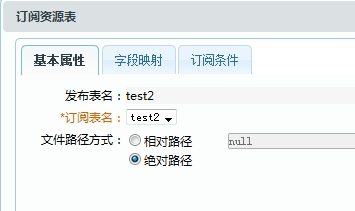 订阅资源表
基本属性 字段映射 订阅条件
发布表名：test2
*订阅表名：test2
文件路径方式：相对路径 null
绝对路径